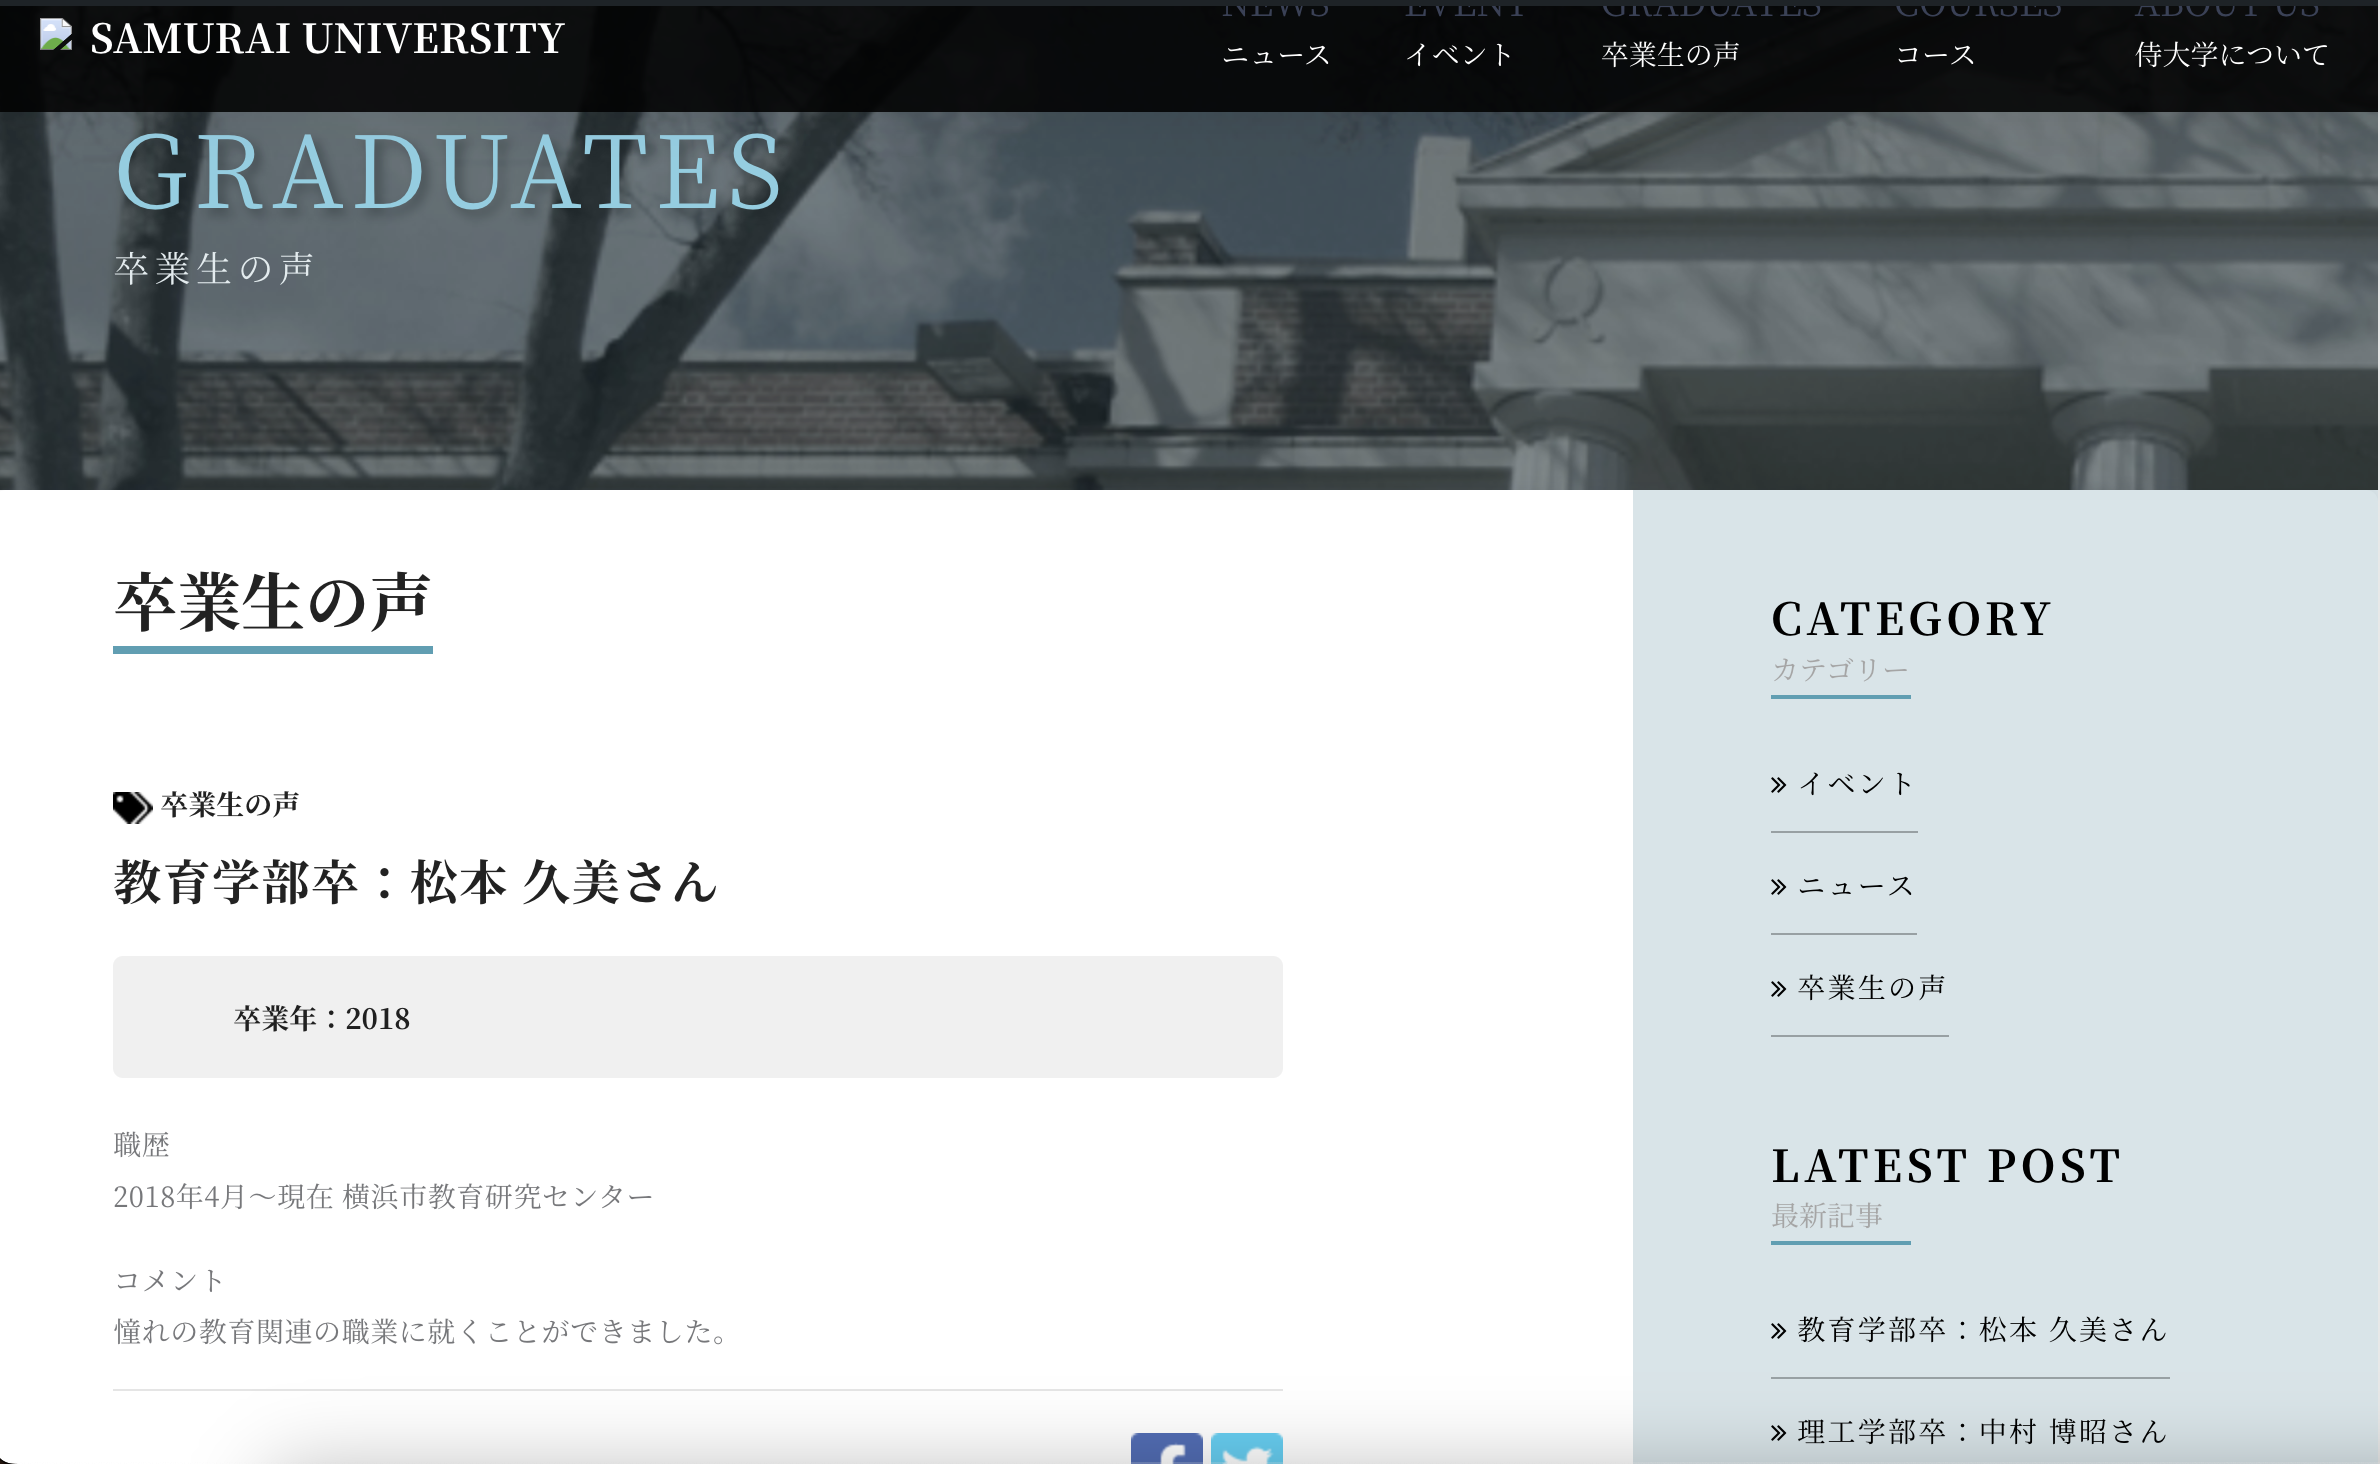 SAMURAI UNIVERSITY
NEWS EVENT GRADUATES COURSES ABOUT US
ニュース イベント 卒業生の声 コース 侍大学について
GRADUATES
卒業生の声
卒業生の声
卒業生の声
教育学部卒：松本 久美さん
卒業年：2018
職歴
2018年4月〜現在 横浜市教育研究センター
コメント
憧れの教育関連の職業に就くことができました。
CATEGORY
カテゴリー
イベント
ニュース
卒業生の声
LATEST POST
最新記事
教育学部卒：松本 久美さん
理工学部卒：中村 博昭さん